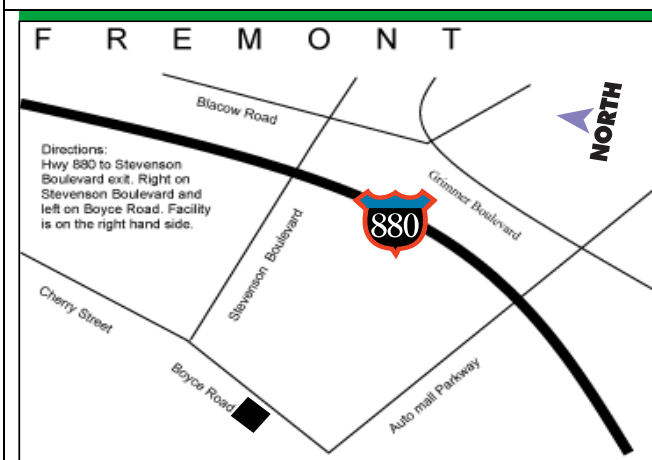 F R E M O N T
Blacow Road
NORTH
Directions:
Hwy 880 to Stevenson
Boulevard exit. Right on
Stevenson Boulevard and
left on Boyce Road. Facility
is on the right hand side.
Grimmer Boulevard
880
Stevenson Boulevard
Cherry Street
Boyce Road
Auto mall Parkway